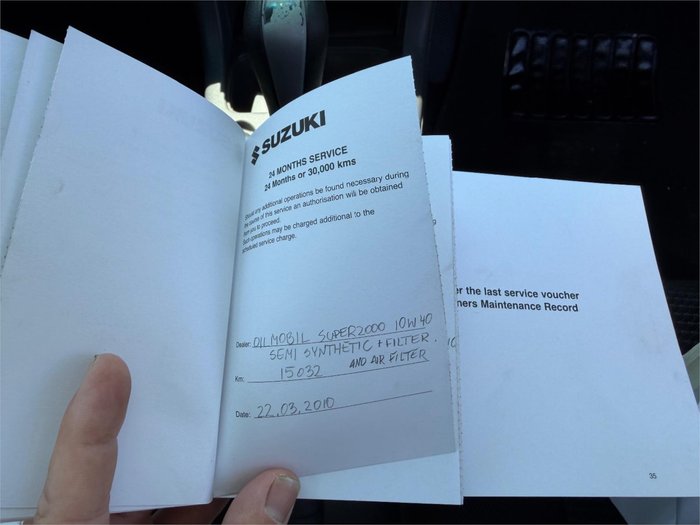 SUZUKI
24 MONTHS SERVICE
24 Months or 30,000 kms
Should any additional operations be found necessary during
the course of this service an authorisation will be obtained
from you to proceed.
Such operations may be charged additional to the
scheduled service charge.
Dealer: OIL MOBIL SUPER 2000 10W40
SEMI SYNTHETIC + FILTER.
Km: 15032 AND AIR FILTER
Date: 22.03.2010
er the last service voucher
ners Maintenance Record
35